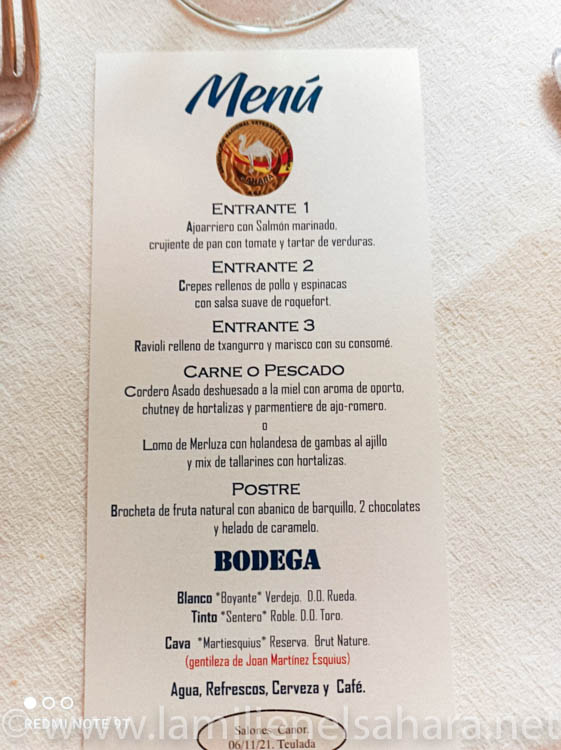 Menú
SAHARA
ENTRANTE 1
Ajoarriero con Salmón marinado,
crujiente de pan con tomate y tartar de verduras.
ENTRANTE 2
Crepes rellenos de pollo y espinacas
con salsa suave de roquefort.
ENTRANTE 3
Ravioli relleno de txangurro y marisco con su consomé.
CARNE O PESCADO
Cordero Asado deshuesado a la miel con aroma de oporto,
chutney de hortalizas y parmentiere de ajo-romero.
o
Lomo de Merluza con holandesa de gambas al ajillo
y mix de tallarines con hortalizas.
POSTRE
Brocheta de fruta natural con abanico de barquillo, 2 chocolates
y helado de caramelo.
BODEGA
Blanco *Boyante* Verdejo. D.O. Rueda.
Tinto *Sentero* Roble. D.O. Toro.
Cava *Martiesquius* Reserva. Brut Nature.
(gentileza de Joan Martínez Esquius)
Agua, Refrescos, Cerveza y Café.
Salones Canor.
06/11/21. Teulada
REDMI NOTE 9T
© www.lamilienelsahara.net